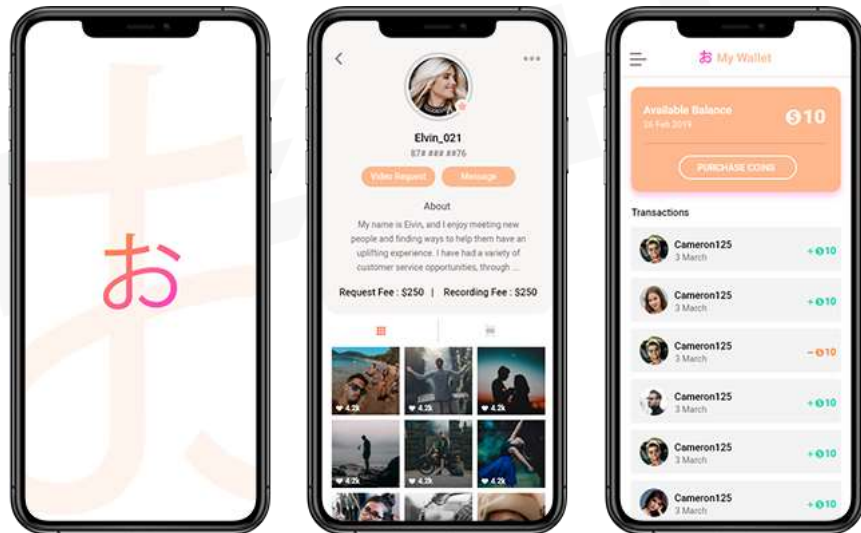 お
お
Elvin_021
87# ### ##76
Video Request
Message
About
My name is Elvin, and I enjoy meeting new
people and finding ways to help them have an
uplifting experience. I have had a variety of
customer service opportunities, through ...
Request Fee : $250 | Recording Fee : $250
4.2k
4.2k
4.2k
4.2k
4.2k
4.2k
お My Wallet
Available Balance
26 Feb 2019
$10
PURCHASE COINS
Transactions
Cameron125
3 March
+$10
Cameron125
3 March
+$10
Cameron125
3 March
-$10
Cameron125
3 March
+$10
Cameron125
3 March
+$10
Cameron125
3 March
+$10